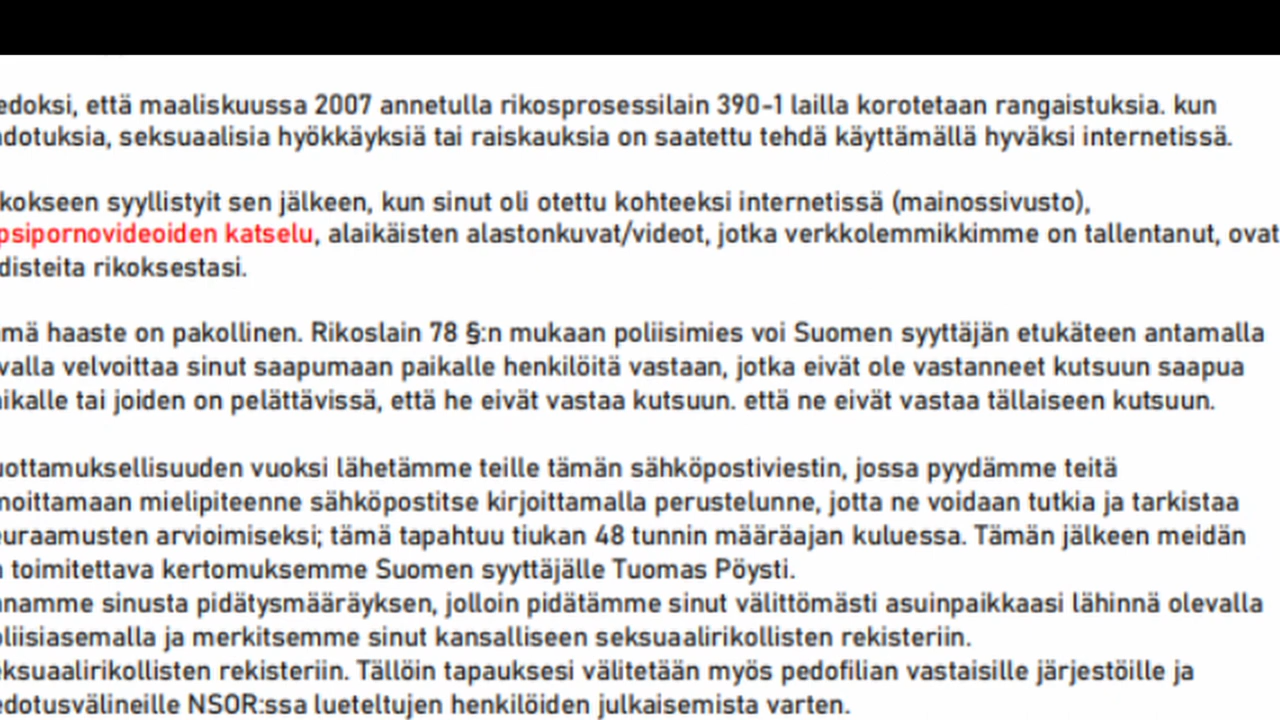 edoksi, että maaliskuussa 2007 annetulla rikosprosessilain 390-1 lailla korotetaan rangaistuksia. kun
dotuksia, seksuaalisia hyökkäyksiä tai raiskauksia on saatettu tehdä käyttämällä hyväksi internetissä.
kokseen syyllistyit sen jälkeen, kun sinut oli otettu kohteeksi internetissä (mainossivusto),
psipornovideoiden katselu, alaikäisten alastonkuvat/videot, jotka verkkolemmikkimme on tallentanut, ovat
disteita rikoksestasi.
mä haaste on pakollinen. Rikoslain 78 §:n mukaan poliisimies voi Suomen syyttäjän etukäteen antamalla
valla velvoittaa sinut saapumaan paikalle henkilöitä vastaan, jotka eivät ole vastanneet kutsuun saapua
ikalle tai joiden on pelättävissä, että he eivät vastaa kutsuun. että ne eivät vastaa tällaiseen kutsuun.
uottamuksellisuuden vuoksi lähetämme teille tämän sähköpostiviestin, jossa pyydämme teitä
moittamaan mielipiteenne sähköpostitse kirjoittamalla perustelunne, jotta ne voidaan tutkia ja tarkistaa
euraamusten arvioimiseksi; tämä tapahtuu tiukan 48 tunnin määräajan kuluessa. Tämän jälkeen meidän
n toimitettava kertomuksemme Suomen syyttäjälle Tuomas Pöysti.
nnamme sinusta pidätysmääräyksen, jolloin pidätämme sinut välittömästi asuinpaikkaasi lähinnä olevalla
oliisiasemalla ja merkitsemme sinut kansalliseen seksuaalirikollisten rekisteriin.
eksuaalirikollisten rekisteriin. Tällöin tapauksesi välitetään myös pedofilian vastaisille järjestöille ja
edotusvälineille NSOR:ssa lueteltujen henkilöiden julkaisemista varten.